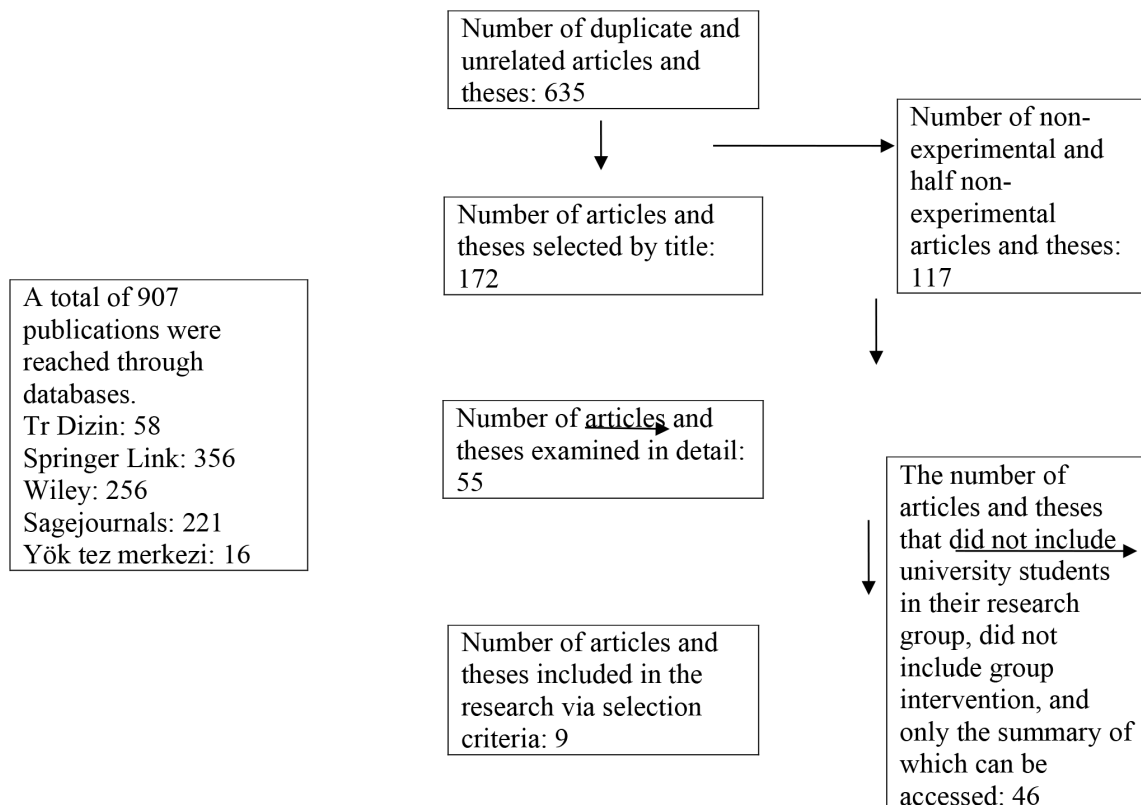 Number of duplicate and
unrelated articles and
theses: 635
Number of non-
experimental and
half non-
experimental
articles and theses:
117
Number of articles and
theses selected by title:
172
A total of 907
publications were
reached through
databases.
Tr Dizin: 58
Springer Link: 356
Wiley: 256
Sagejournals: 221
Yök tez merkezi: 16
Number of articles and
theses examined in detail:
55
The number of
articles and theses
that did not include
university students
in their research
group, did not
include group
intervention, and
only the summary of
which can be
accessed: 46
Number of articles and
theses included in the
research via selection
criteria: 9